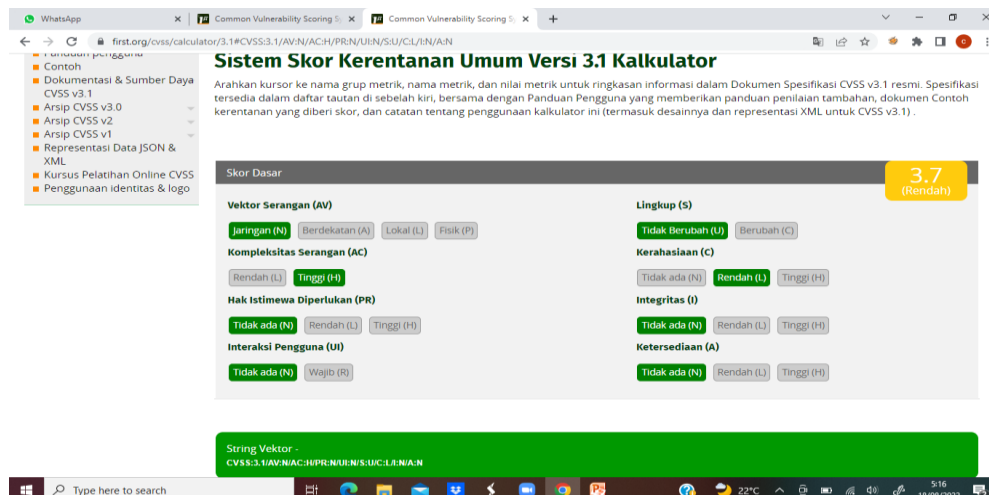 WhatsApp
Common Vulnerability Scoring S
Common Vulnerability Scoring S
first.org/cvss/calculator/3.1#CVSS:3.1/AV:N/AC:H/PR:N/UI:N/S:U/C:L/I:N/A:N
Panduan pengguna
Contoh
Dokumentasi & Sumber Daya
CVSS v3.1
Arsip CVSS v3.0
Arsip CVSS v2
Arsip CVSS v1
Representasi Data JSON &
XML
Kursus Pelatihan Online CVSS
Penggunaan identitas & logo
Sistem Skor Kerentanan Umum Versi 3.1 Kalkulator
Arahkan kursor ke nama grup metrik, nama metrik, dan nilai metrik untuk ringkasan informasi dalam Dokumen Spesifikasi CVSS v3.1 resmi. Spesifikasi
tersedia dalam daftar tautan di sebelah kiri, bersama dengan Panduan Pengguna yang memberikan panduan penilaian tambahan, dokumen Contoh
kerentanan yang diberi skor, dan catatan tentang penggunaan kalkulator ini (termasuk desainnya dan representasi XML untuk CVSS v3.1) .
Skor Dasar
3.7
(Rendah)
Vektor Serangan (AV)
Jaringan (N) Berdekatan (A) Lokal (L) Fisik (P)
Kompleksitas Serangan (AC)
Rendah (L) Tinggi (H)
Hak Istimewa Diperlukan (PR)
Tidak ada (N) Rendah (L) Tinggi (H)
Interaksi Pengguna (UI)
Tidak ada (N) Wajib (R)
Lingkup (S)
Tidak Berubah (U) Berubah (C)
Kerahasiaan (C)
Tidak ada (N) Rendah (L) Tinggi (H)
Integritas (I)
Tidak ada (N) Rendah (L) Tinggi (H)
Ketersediaan (A)
Tidak ada (N) Rendah (L) Tinggi (H)
String Vektor -
CVSS:3.1/AV:N/AC:H/PR:N/UI:N/S:U/C:L/I:N/A:N
Type here to search
22°C
5:16